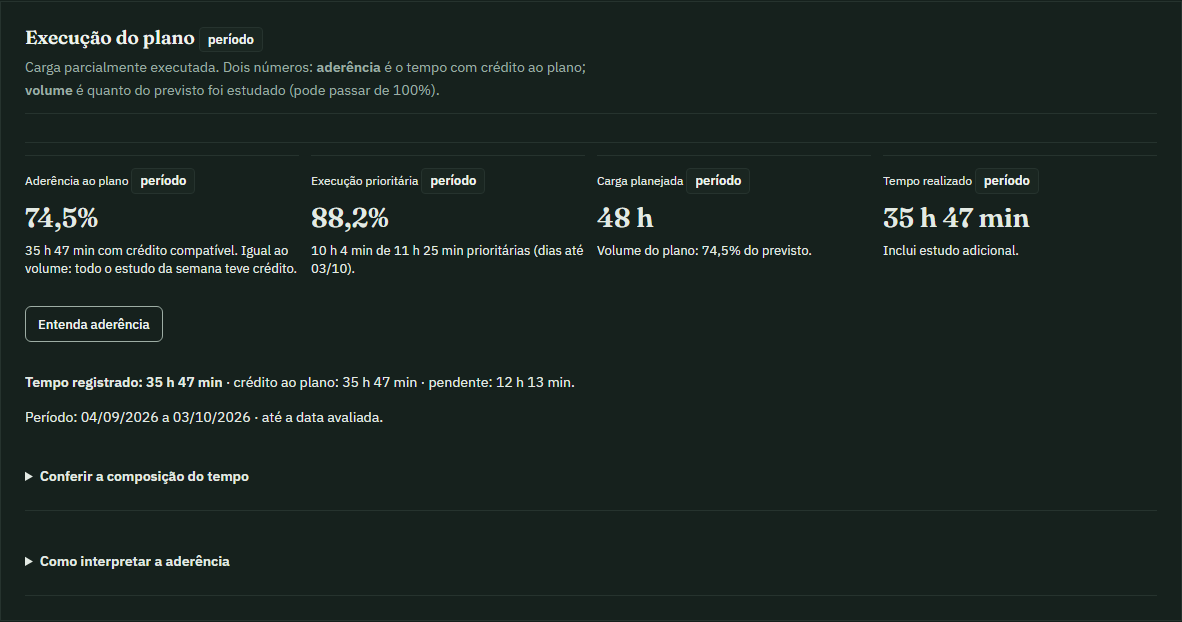 Execução do plano período
Carga parcialmente executada. Dois números: aderência é o tempo com crédito ao plano;
volume é quanto do previsto foi estudado (pode passar de 100%).
Aderência ao plano período
74,5%
35 h 47 min com crédito compatível. Igual ao
volume: todo o estudo da semana teve crédito.
Execução prioritária período
88,2%
10 h 4 min de 11 h 25 min prioritárias (dias até
03/10).
Carga planejada período
48 h
Volume do plano: 74,5% do previsto.
Tempo realizado período
35 h 47 min
Inclui estudo adicional.
Entenda aderência
Tempo registrado: 35 h 47 min · crédito ao plano: 35 h 47 min · pendente: 12 h 13 min.
Período: 04/09/2026 a 03/10/2026 · até a data avaliada.
Conferir a composição do tempo
Como interpretar a aderência